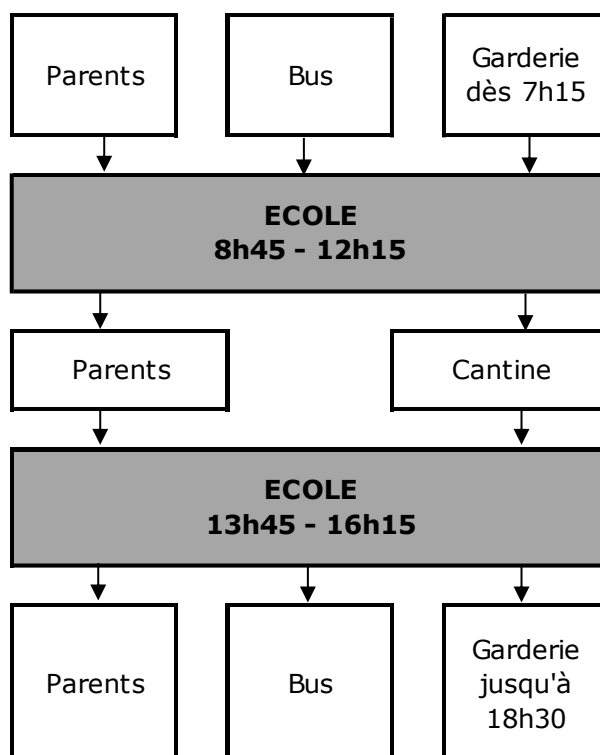 Parents
Bus
Garderie
dès 7h15
ECOLE
8h45 - 12h15
Parents
Cantine
ECOLE
13h45 - 16h15
Parents
Bus
Garderie
jusqu'à
18h30